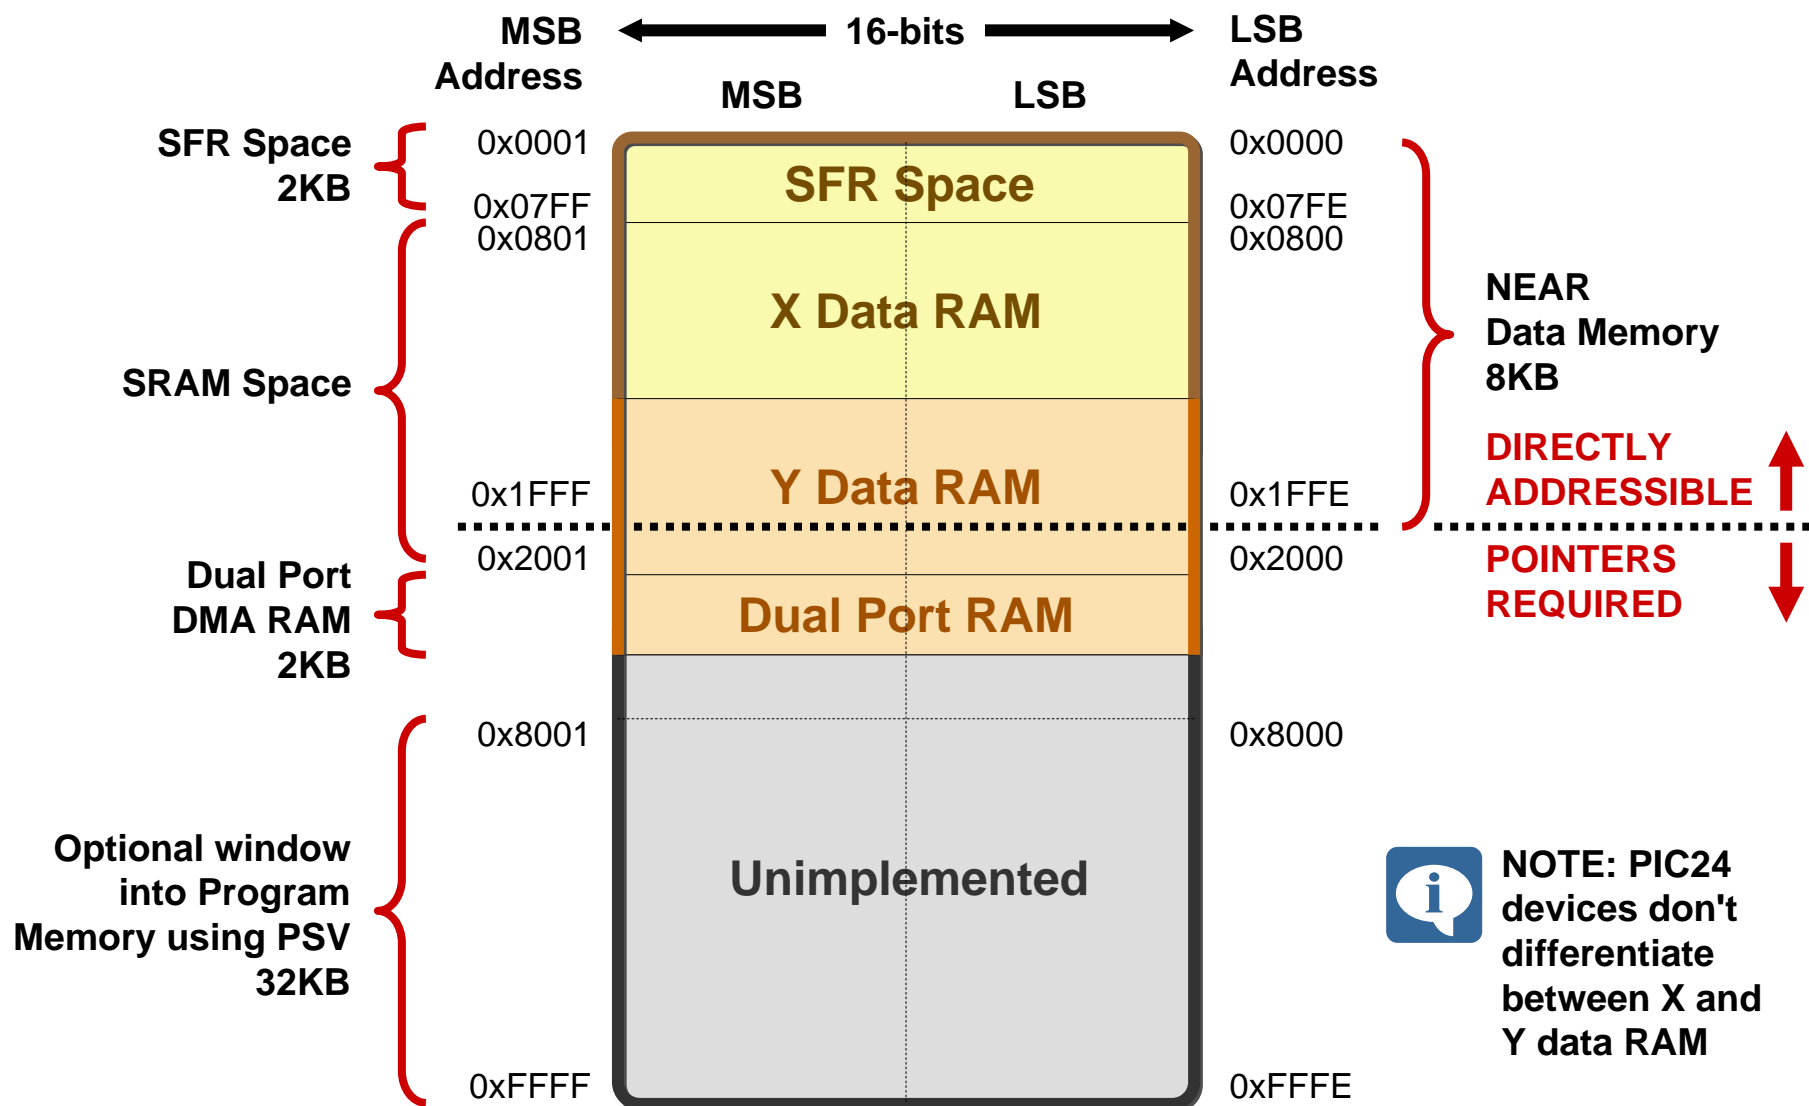 MSB
Address
16-bits
LSB
Address
MSB
LSB
SFR Space
2KB
0x0001
0x07FF
0x0801
SFR Space
0x0000
0x07FE
0x0800
X Data RAM
SRAM Space
NEAR
Data Memory
8KB
0x1FFF
Y Data RAM
0x1FFE
DIRECTLY
ADDRESSIBLE
0x2001
0x2000
POINTERS
REQUIRED
Dual Port
DMA RAM
2KB
Dual Port RAM
0x8001
0x8000
Optional window
into Program
Memory using PSV
32KB
Unimplemented
i
NOTE: PIC24
devices don't
differentiate
between X and
Y data RAM
0xFFFF
0xFFFE